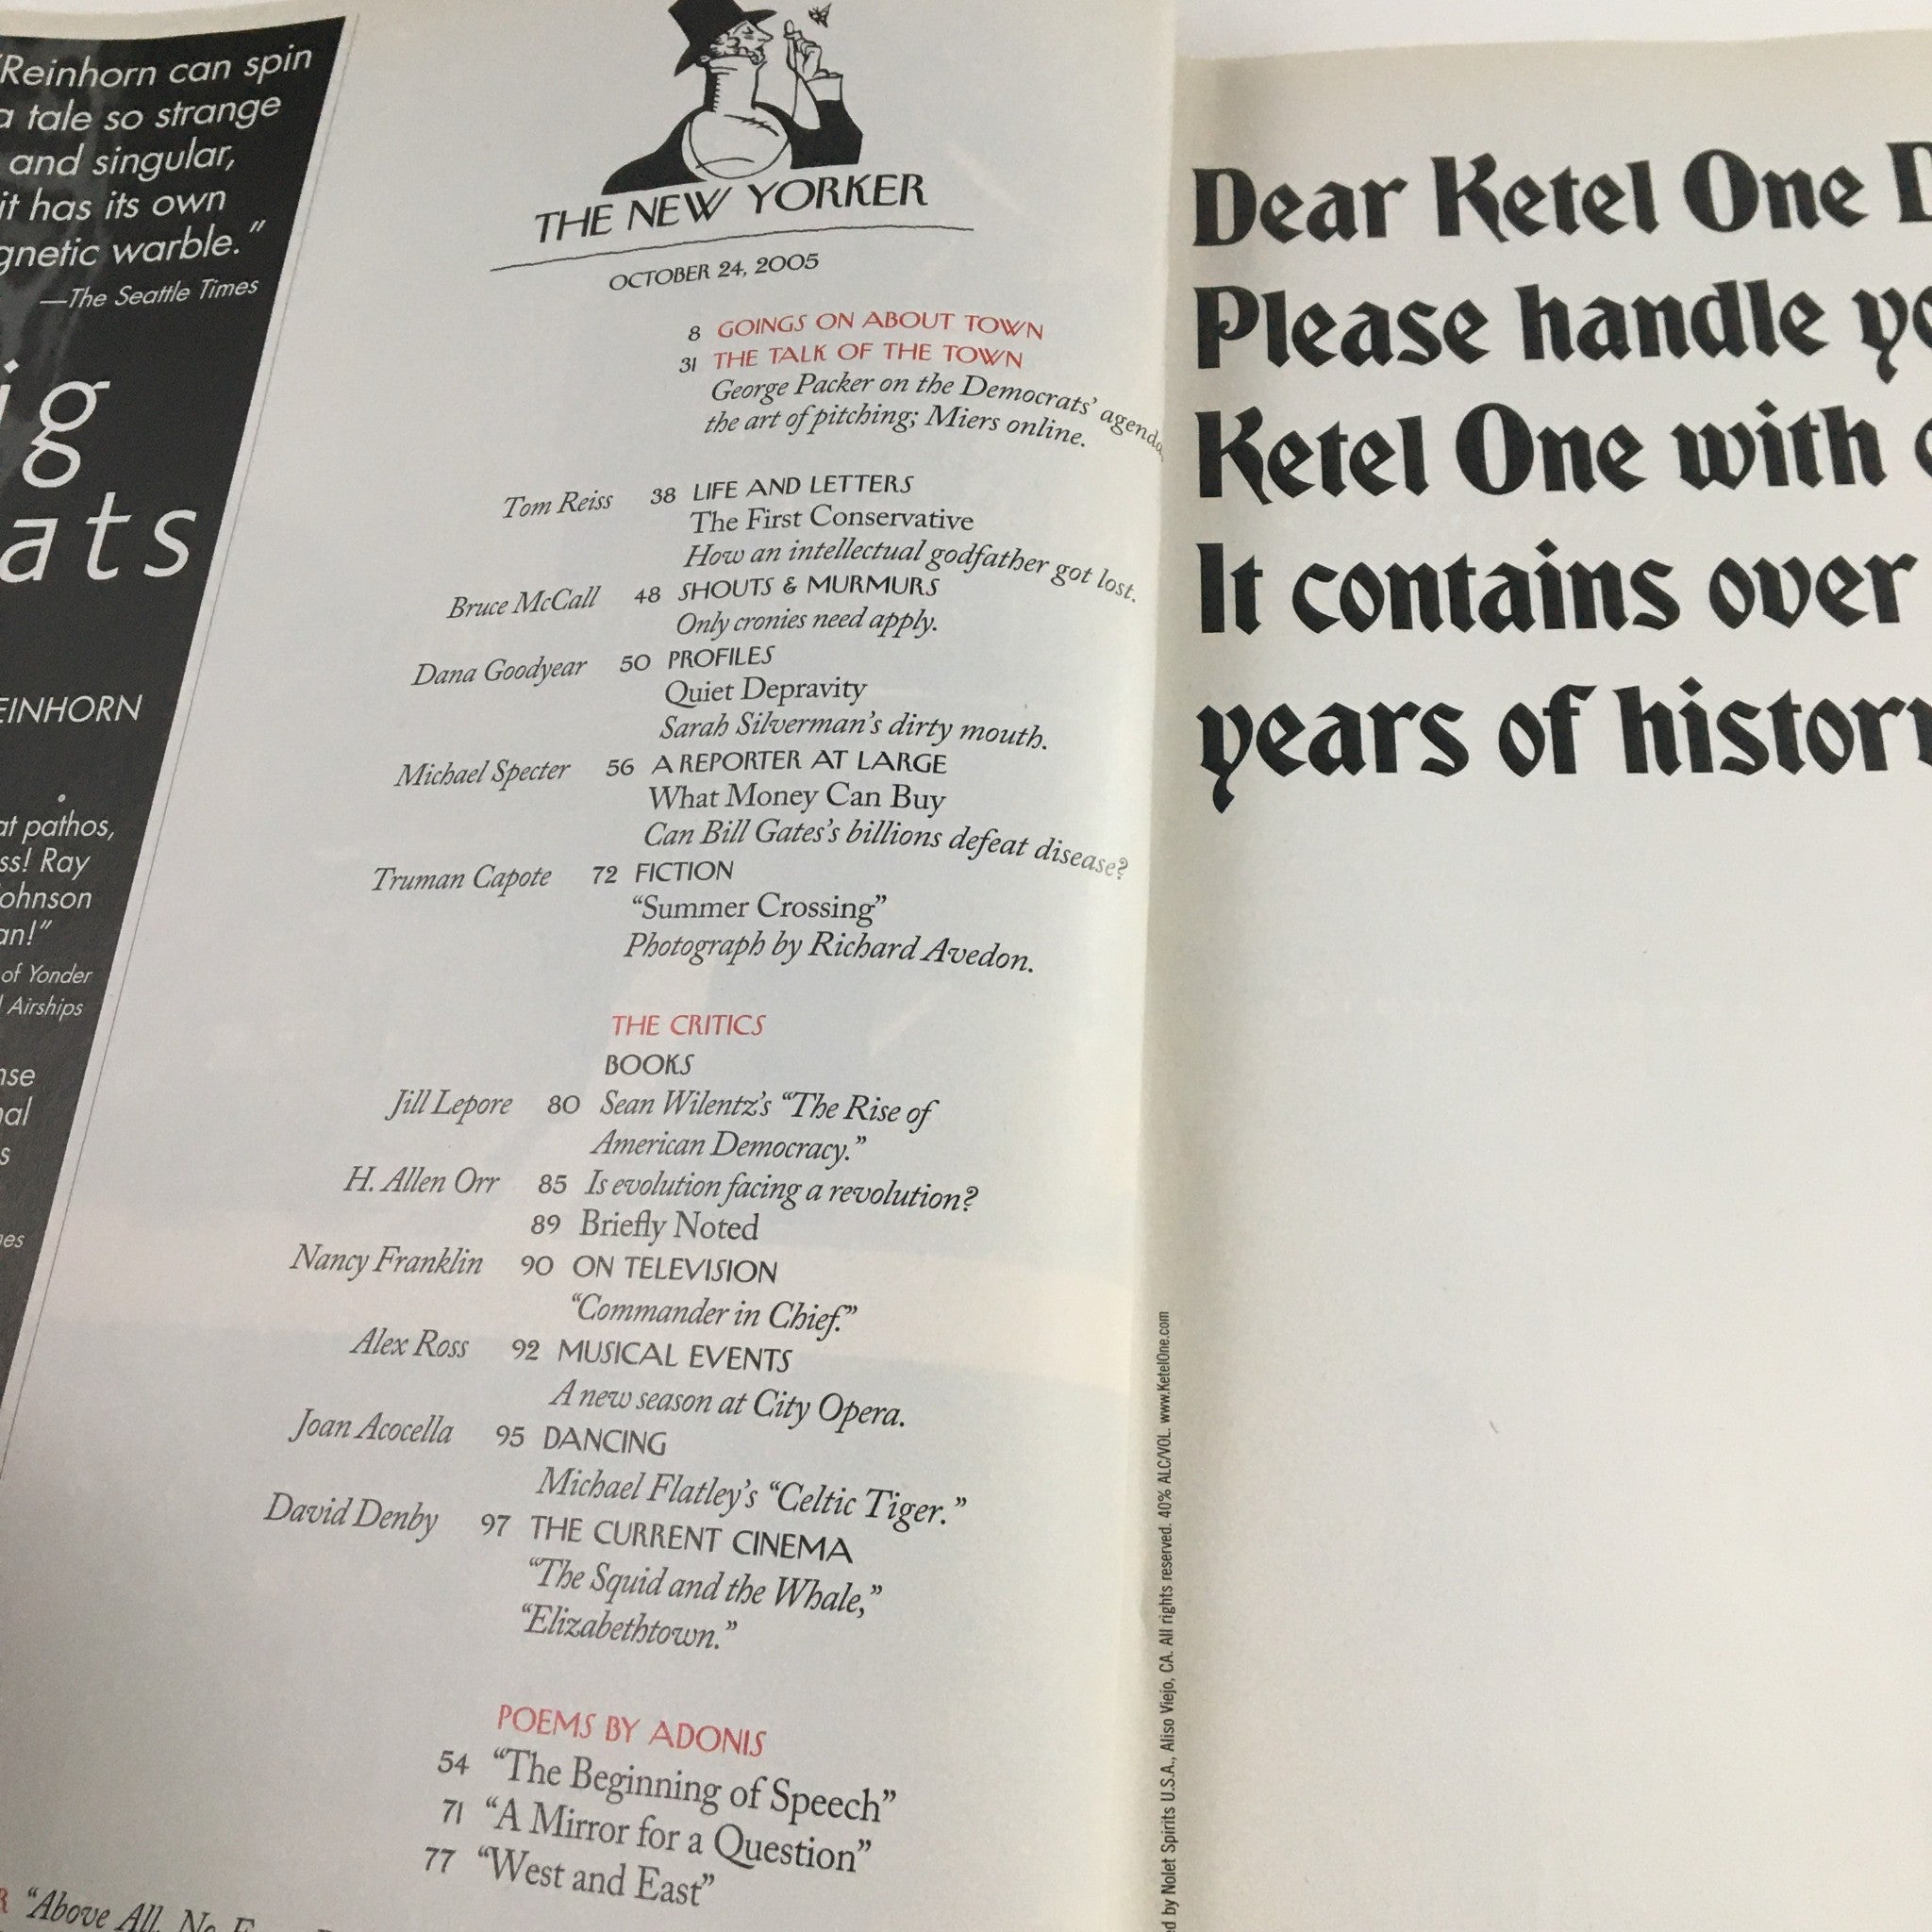 "Reinhorn can spin
a tale so strange
and singular,
it has its own
warble."
—The Seattle Times
pathos,
Ray
of Yonder
Airships
THE NEW YORKER
OCTOBER 24, 2005
8 GOINGS ON ABOUT TOWN
31 THE TALK OF THE TOWN
George Packer on the Democrats' agenda;
the art of pitching; Miers online.
Tom Reiss 38 LIFE AND LETTERS
The First Conservative
How an intellectual godfather got lost.
Bruce McCall 48 SHOUTS & MURMURS
Only cronies need apply.
Dana Goodyear 50 PROFILES
Quiet Depravity
Sarah Silverman's dirty mouth.
Michael Specter 56 A REPORTER AT LARGE
What Money Can Buy
Can Bill Gates's billions defeat disease?
Truman Capote 72 FICTION
"Summer Crossing"
Photograph by Richard Avedon.
THE CRITICS
BOOKS
Jill Lepore 80 Sean Wilentz's "The Rise of
American Democracy."
H. Allen Orr 85 Is evolution facing a revolution?
89 Briefly Noted
Nancy Franklin 90 ON TELEVISION
"Commander in Chief."
Alex Ross 92 MUSICAL EVENTS
A new season at City Opera.
Joan Acocella 95 DANCING
Michael Flatley's "Celtic Tiger."
David Denby 97 THE CURRENT CINEMA
"The Squid and the Whale,"
"Elizabethtown."
POEMS BY ADONIS
54 "The Beginning of Speech"
71 "A Mirror for a Question"
77 "West and East"
"Above All, No
Dear Ketel One
Please handle
Ketel One with
It contains over
years of history
by Nolet Spirits U.S.A., Aliso Viejo, CA. All rights reserved. 40% ALC/VOL. www.KetelOne.com